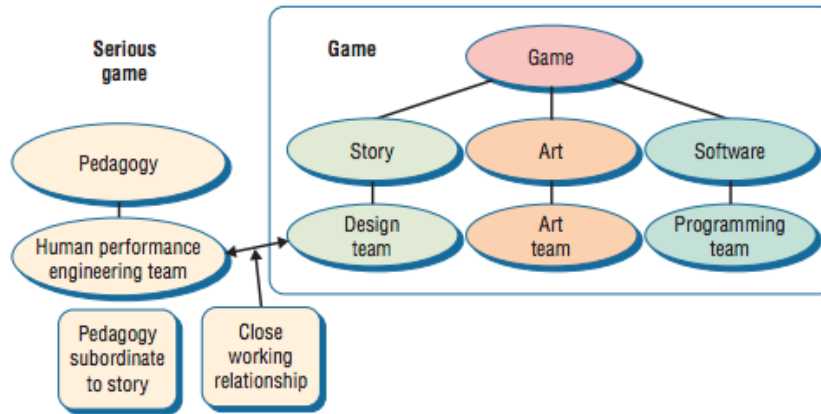 Serious
game
Game
Game
Story
Art
Software
Pedagogy
Design
team
Art
team
Programming
team
Human performance
engineering team
Pedagogy
subordinate
to story
Close
working
relationship